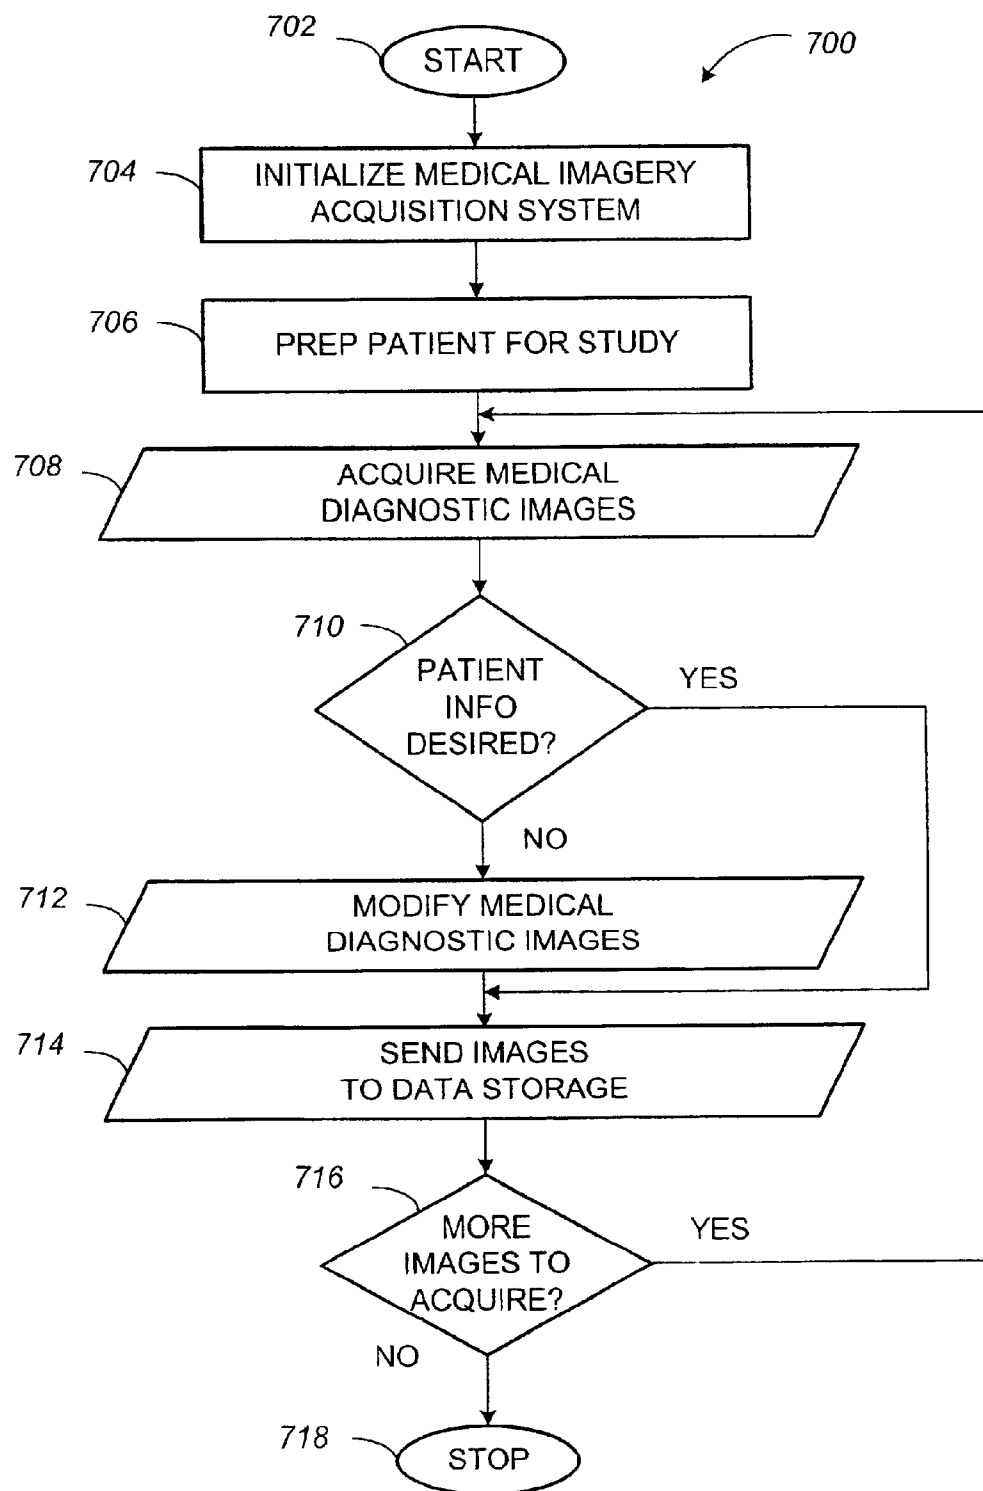 702
START
700
704
INITIALIZE MEDICAL IMAGERY
ACQUISITION SYSTEM
706
PREP PATIENT FOR STUDY
708
ACQUIRE MEDICAL
DIAGNOSTIC IMAGES
710
PATIENT
INFO
DESIRED?
YES
NO
712
MODIFY MEDICAL
DIAGNOSTIC IMAGES
714
SEND IMAGES
TO DATA STORAGE
716
MORE
IMAGES TO
ACQUIRE?
YES
NO
718
STOP